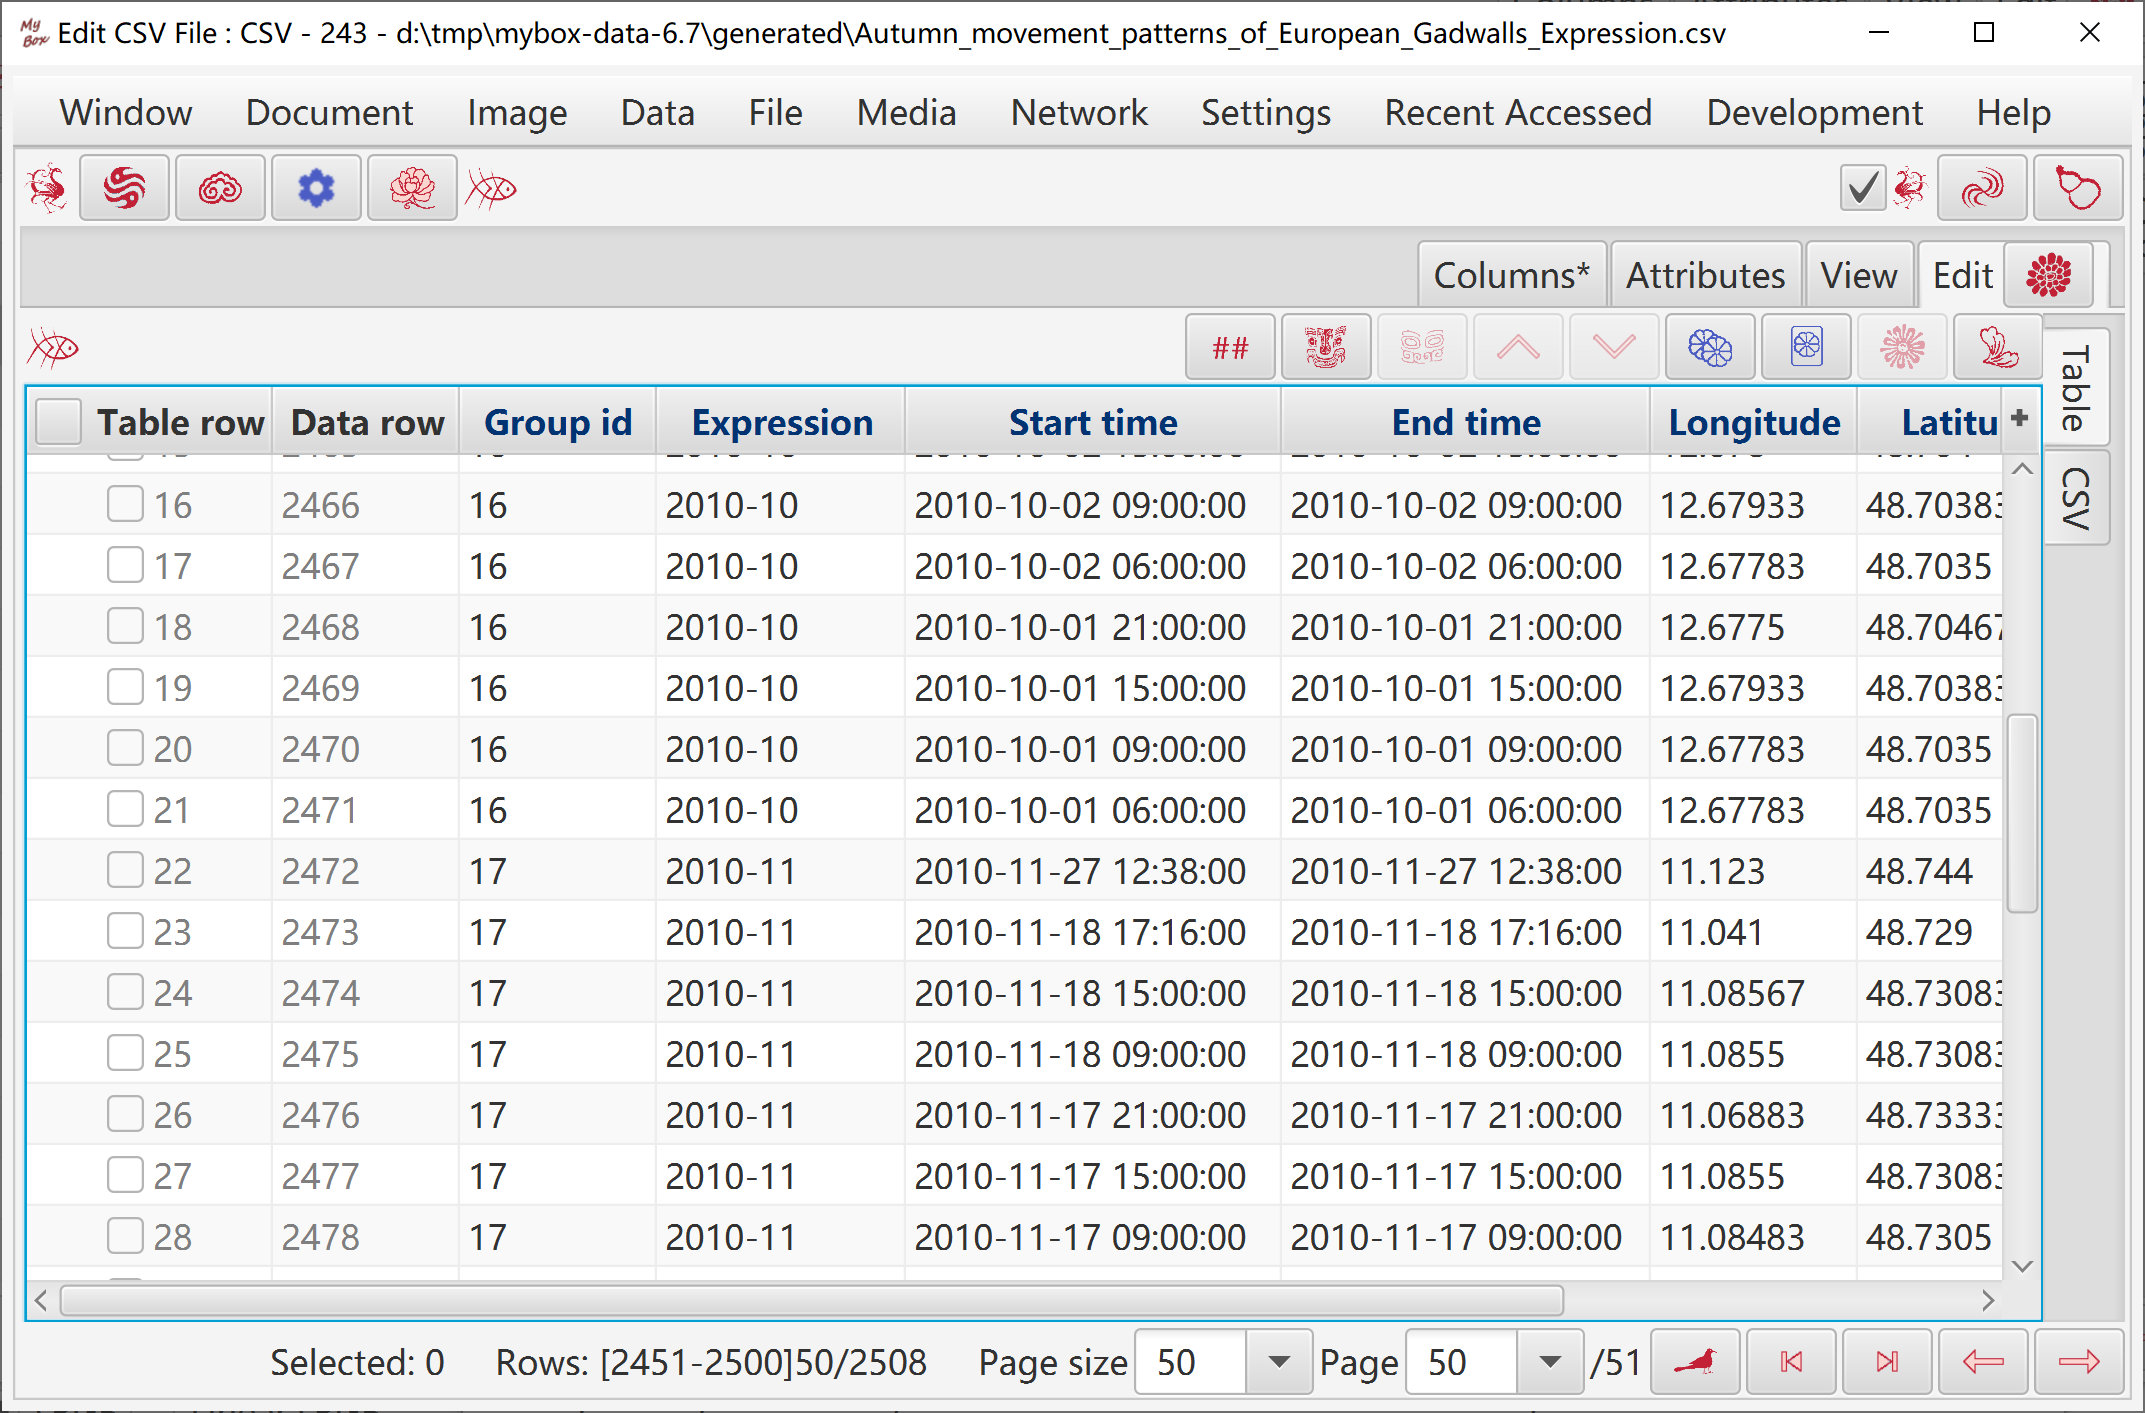 My Box Edit CSV File : CSV - 243 - d:\tmp\mybox-data-6.7\generated\Autumn_movement_patterns_of_European_Gadwalls_Expression.csv
Window Document Image Data File Media Network Settings Recent Accessed Development Help
Columns* Attributes View Edit
##
Table
CSV
Table row Data row Group id Expression Start time End time Longitude Latitu +
16 2466 16 2010-10 2010-10-02 09:00:00 2010-10-02 09:00:00 12.67933 48.70383
17 2467 16 2010-10 2010-10-02 06:00:00 2010-10-02 06:00:00 12.67783 48.7035
18 2468 16 2010-10 2010-10-01 21:00:00 2010-10-01 21:00:00 12.6775 48.70467
19 2469 16 2010-10 2010-10-01 15:00:00 2010-10-01 15:00:00 12.67933 48.70383
20 2470 16 2010-10 2010-10-01 09:00:00 2010-10-01 09:00:00 12.67783 48.7035
21 2471 16 2010-10 2010-10-01 06:00:00 2010-10-01 06:00:00 12.67783 48.7035
22 2472 17 2010-11 2010-11-27 12:38:00 2010-11-27 12:38:00 11.123 48.744
23 2473 17 2010-11 2010-11-18 17:16:00 2010-11-18 17:16:00 11.041 48.729
24 2474 17 2010-11 2010-11-18 15:00:00 2010-11-18 15:00:00 11.08567 48.73083
25 2475 17 2010-11 2010-11-18 09:00:00 2010-11-18 09:00:00 11.0855 48.73083
26 2476 17 2010-11 2010-11-17 21:00:00 2010-11-17 21:00:00 11.06883 48.73333
27 2477 17 2010-11 2010-11-17 15:00:00 2010-11-17 15:00:00 11.0855 48.73083
28 2478 17 2010-11 2010-11-17 09:00:00 2010-11-17 09:00:00 11.08483 48.7305
Selected: 0 Rows: [2451-2500]50/2508 Page size 50 Page 50 /51